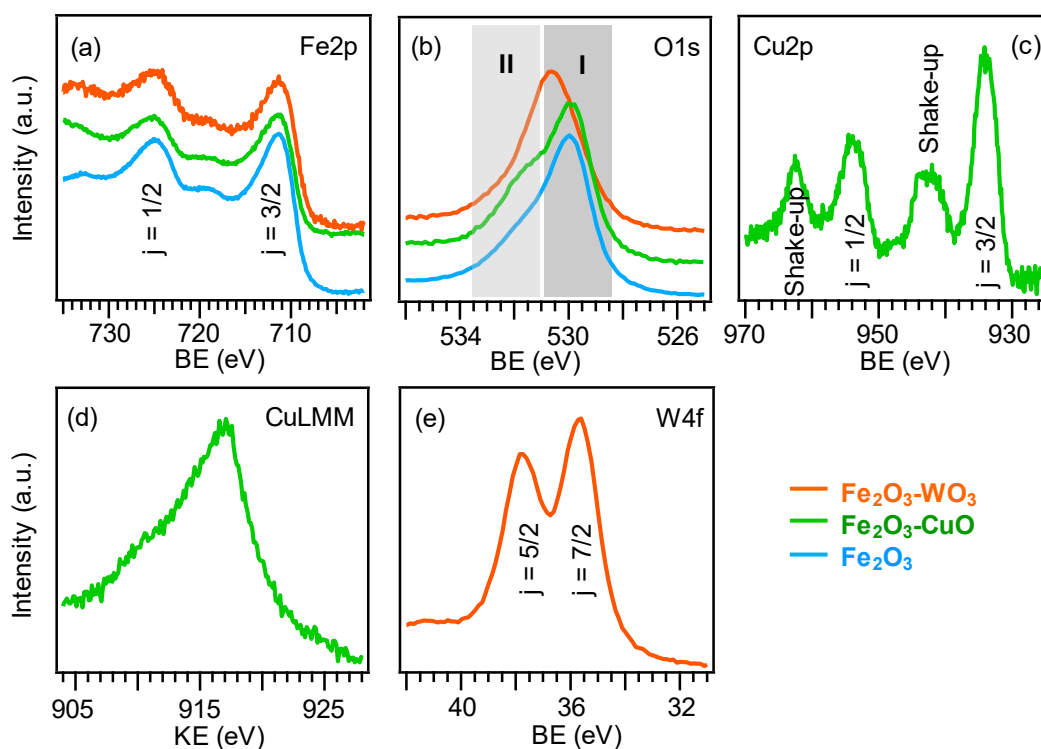 (a) Fe2p
(b) O1s
Cu2p (c)
II I
Shake-up
Shake-up
j = 1/2
j = 3/2
j = 1/2
j = 3/2
Intensity (a.u.)
730 720 710
534 530 526
970 950 930
BE (eV)
BE (eV)
BE (eV)
(d) CuLMM
(e) W4f
j = 5/2
j = 7/2
Intensity (a.u.)
Fe₂O₃-WO₃
Fe₂O₃-CuO
Fe₂O₃
905 915 925
40 36 32
KE (eV)
BE (eV)